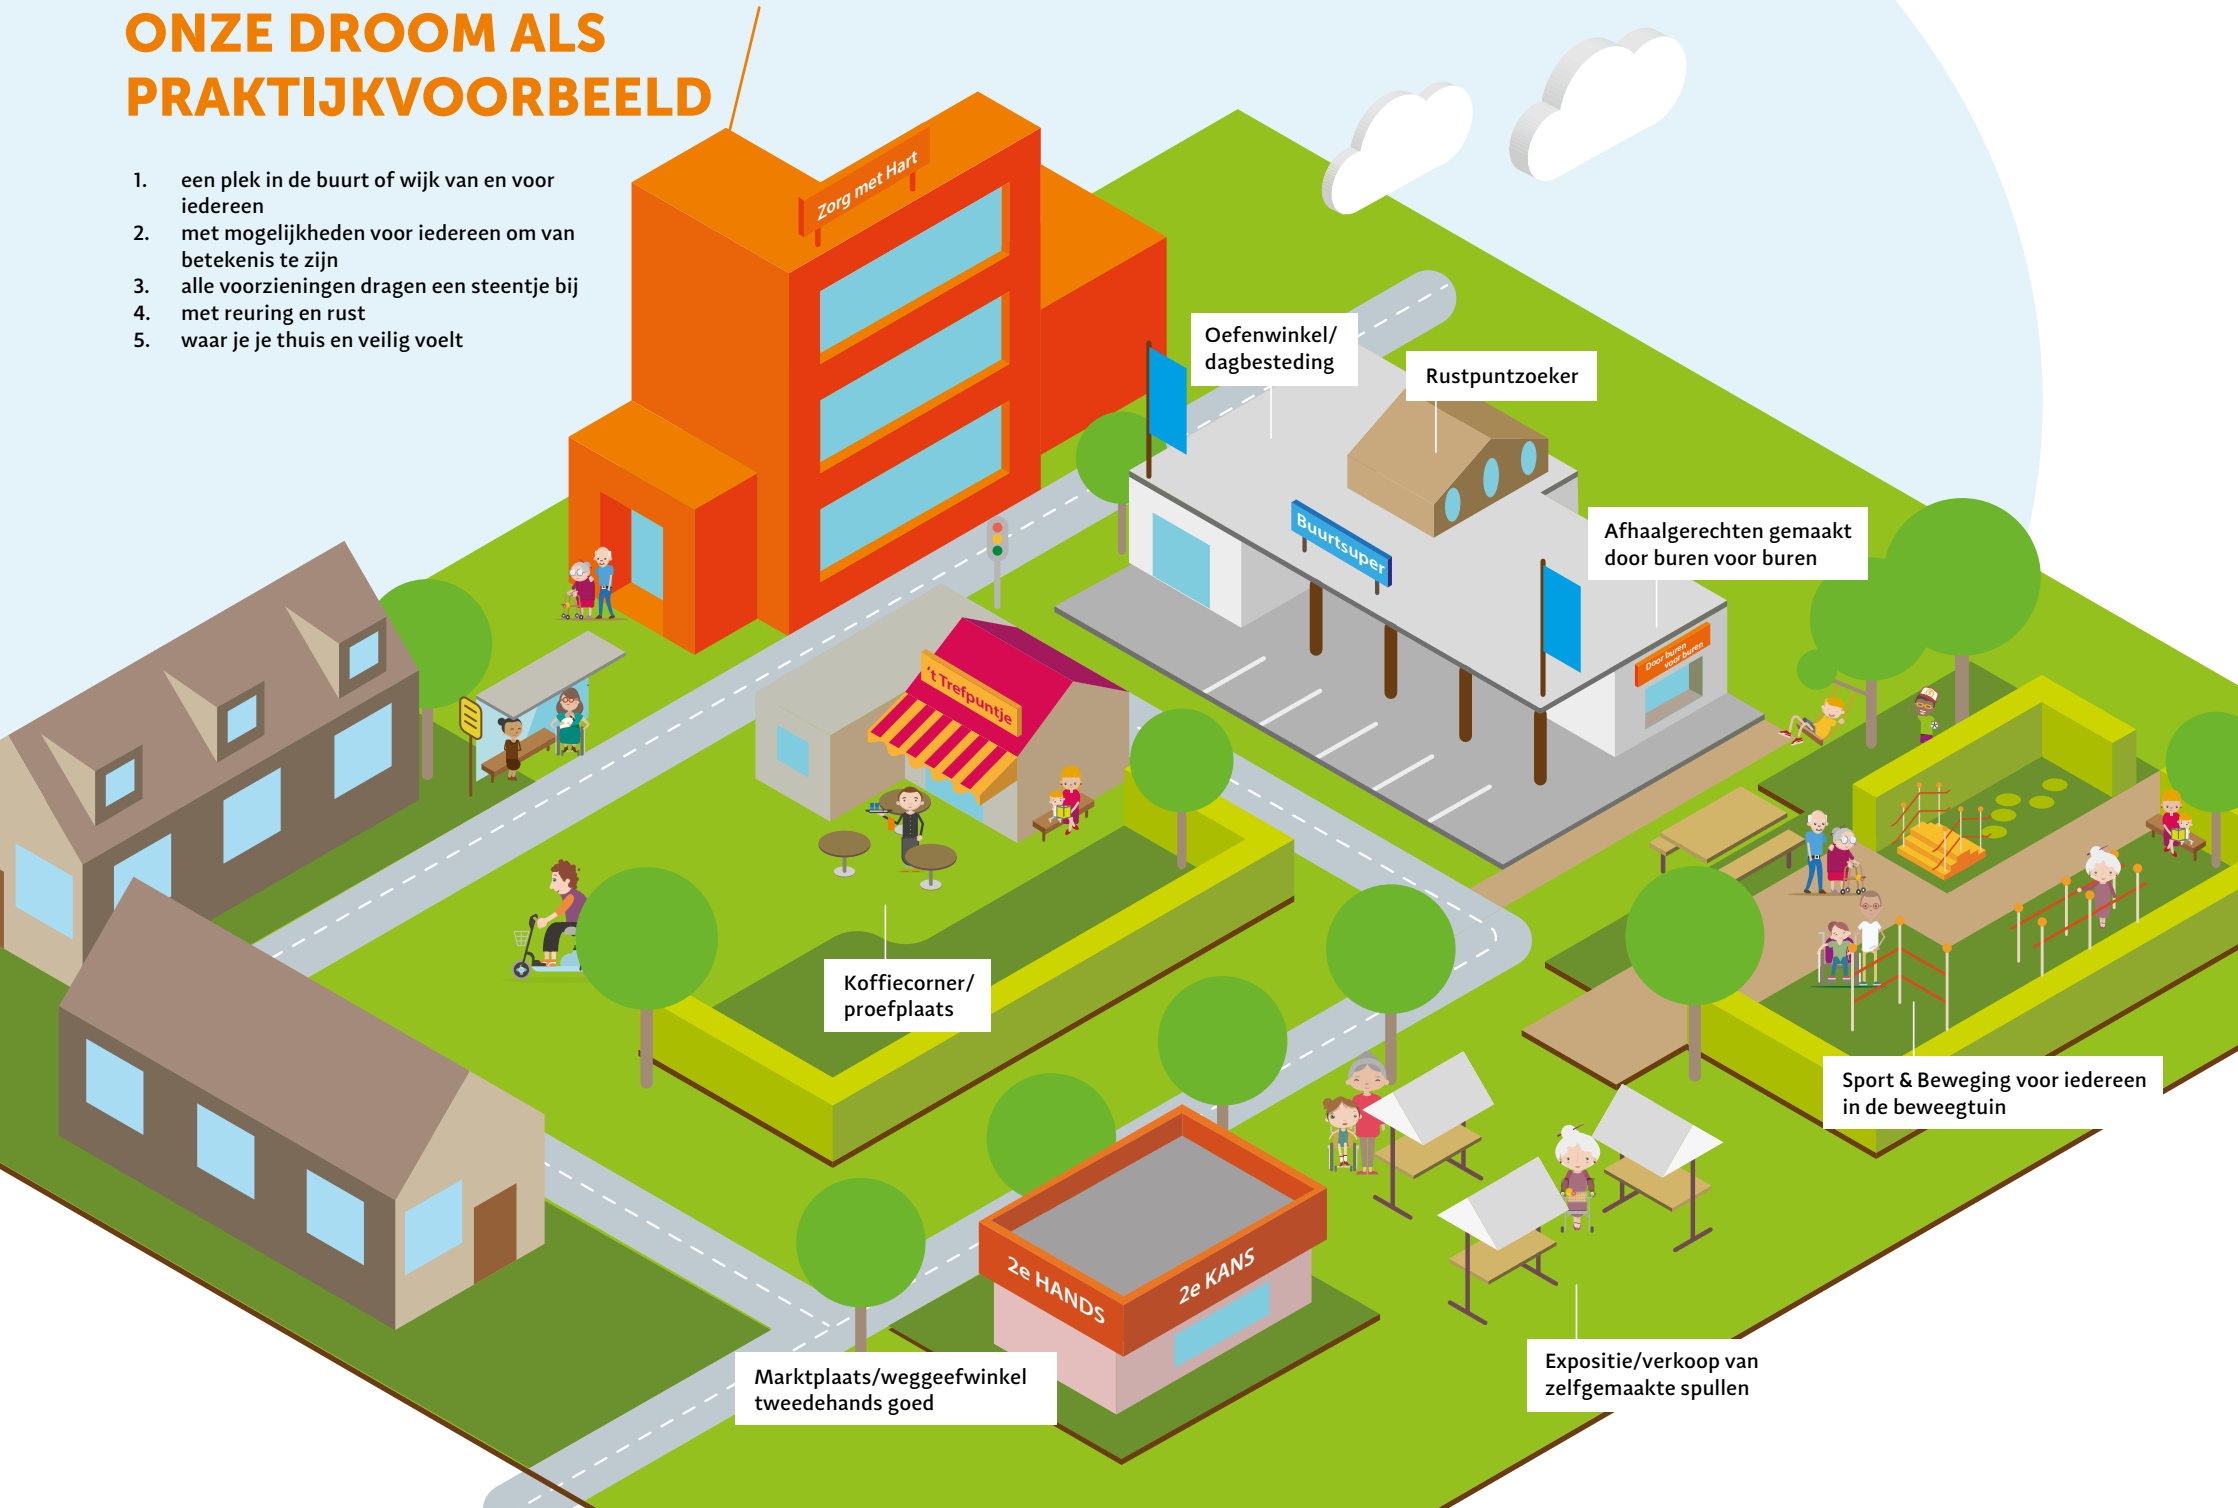 ONZE DROOM ALS
PRAKTIJKVOORBEELD
1. een plek in de buurt of wijk van en voor
iedereen
2. met mogelijkheden voor iedereen om van
betekenis te zijn
3. alle voorzieningen dragen een steentje bij
4. met reuring en rust
5. waar je je thuis en veilig voelt
Zorg met Hart
Oefenwinkel/
dagbesteding
Rustpuntzoeker
Buurtsuper
Afhaalgerechten gemaakt
door buren voor buren
Door buren
voor buren
't Trefpuntje
Koffiecorner/
proefplaats
Sport & Beweging voor iedereen
in de beweegtuin
2e HANDS
2e KANS
Marktplaats/weggeefwinkel
tweedehands goed
Expositie/verkoop van
zelfgemaakte spullen